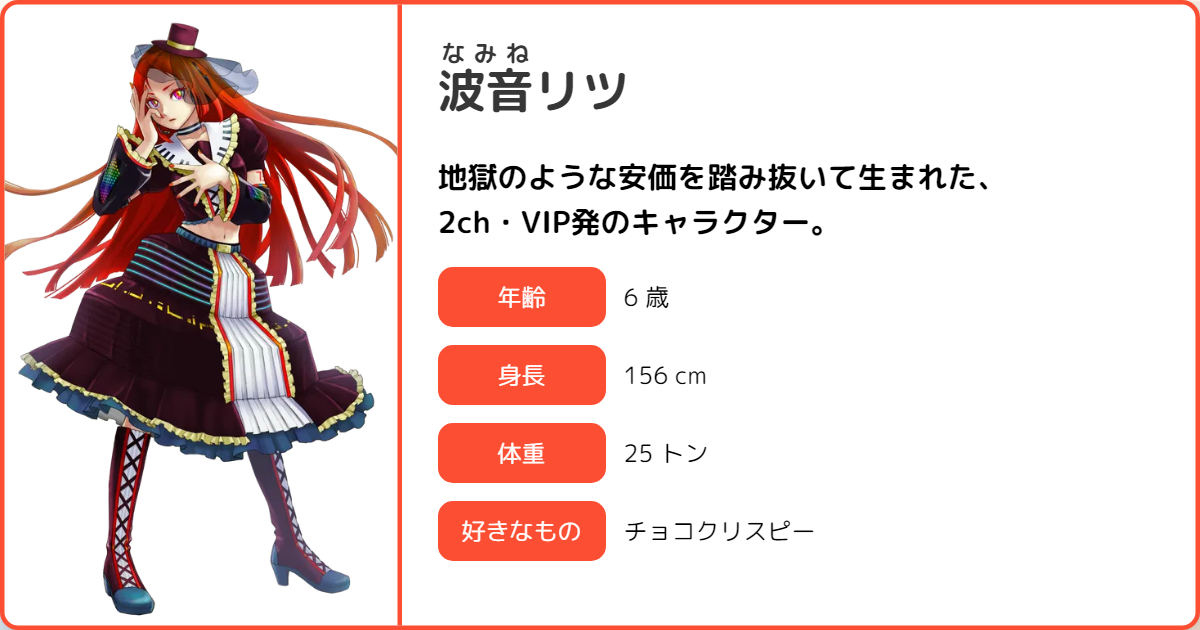 なみね
波音リツ
地獄のような安価を踏み抜いて生まれた、
2ch・VIP発のキャラクター。
年齢 6 歳
身長 156 cm
体重 25 トン
好きなもの チョコクリスピー